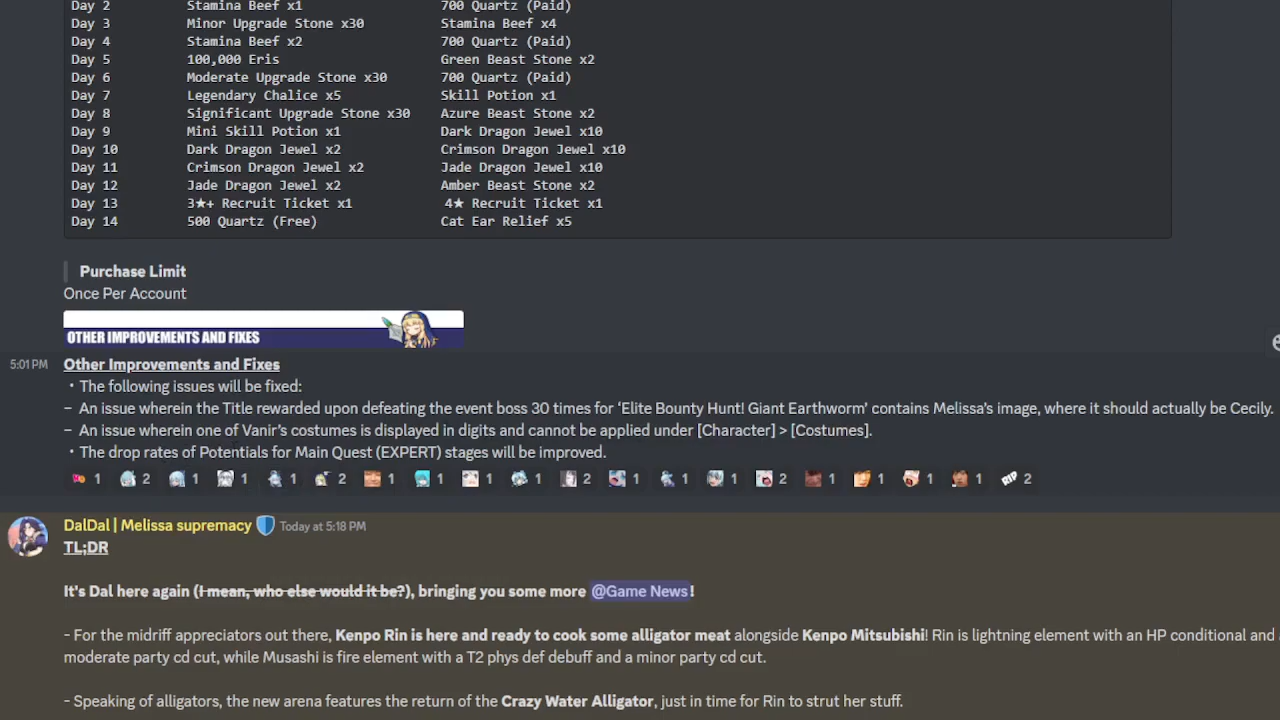 Day 2 Stamina Beef x1 700 Quartz (Paid)
Day 3 Minor Upgrade Stone x30 Stamina Beef x4
Day 4 Stamina Beef x2 700 Quartz (Paid)
Day 5 100,000 Eris Green Beast Stone x2
Day 6 Moderate Upgrade Stone x30 700 Quartz (Paid)
Day 7 Legendary Chalice x5 Skill Potion x1
Day 8 Significant Upgrade Stone x30 Azure Beast Stone x2
Day 9 Mini Skill Potion x1 Dark Dragon Jewel x10
Day 10 Dark Dragon Jewel x2 Crimson Dragon Jewel x10
Day 11 Crimson Dragon Jewel x2 Jade Dragon Jewel x10
Day 12 Jade Dragon Jewel x2 Amber Beast Stone x2
Day 13 3★+ Recruit Ticket x1 4★ Recruit Ticket x1
Day 14 500 Quartz (Free) Cat Ear Relief x5
Purchase Limit
Once Per Account
OTHER IMPROVEMENTS AND FIXES
5:01 PM Other Improvements and Fixes
・The following issues will be fixed:
– An issue wherein the Title rewarded upon defeating the event boss 30 times for ‘Elite Bounty Hunt! Giant Earthworm’ contains Melissa’s image, where it should actually be Cecily.
– An issue wherein one of Vanir’s costumes is displayed in digits and cannot be applied under [Character] > [Costumes].
・The drop rates of Potentials for Main Quest (EXPERT) stages will be improved.
1 2 1 1 1 2 1 1 1 1 2 1 1 1 2 1 1 1 1 RIP 2
DalDal | Melissa supremacy Today at 5:18 PM
TL;DR
It's Dal here again (I mean, who else would it be?), bringing you some more @Game News!
- For the midriff appreciators out there, Kenpo Rin is here and ready to cook some alligator meat alongside Kenpo Mitsubishi! Rin is lightning element with an HP conditional and
moderate party cd cut, while Musashi is fire element with a T2 phys def debuff and a minor party cd cut.
- Speaking of alligators, the new arena features the return of the Crazy Water Alligator, just in time for Rin to strut her stuff.